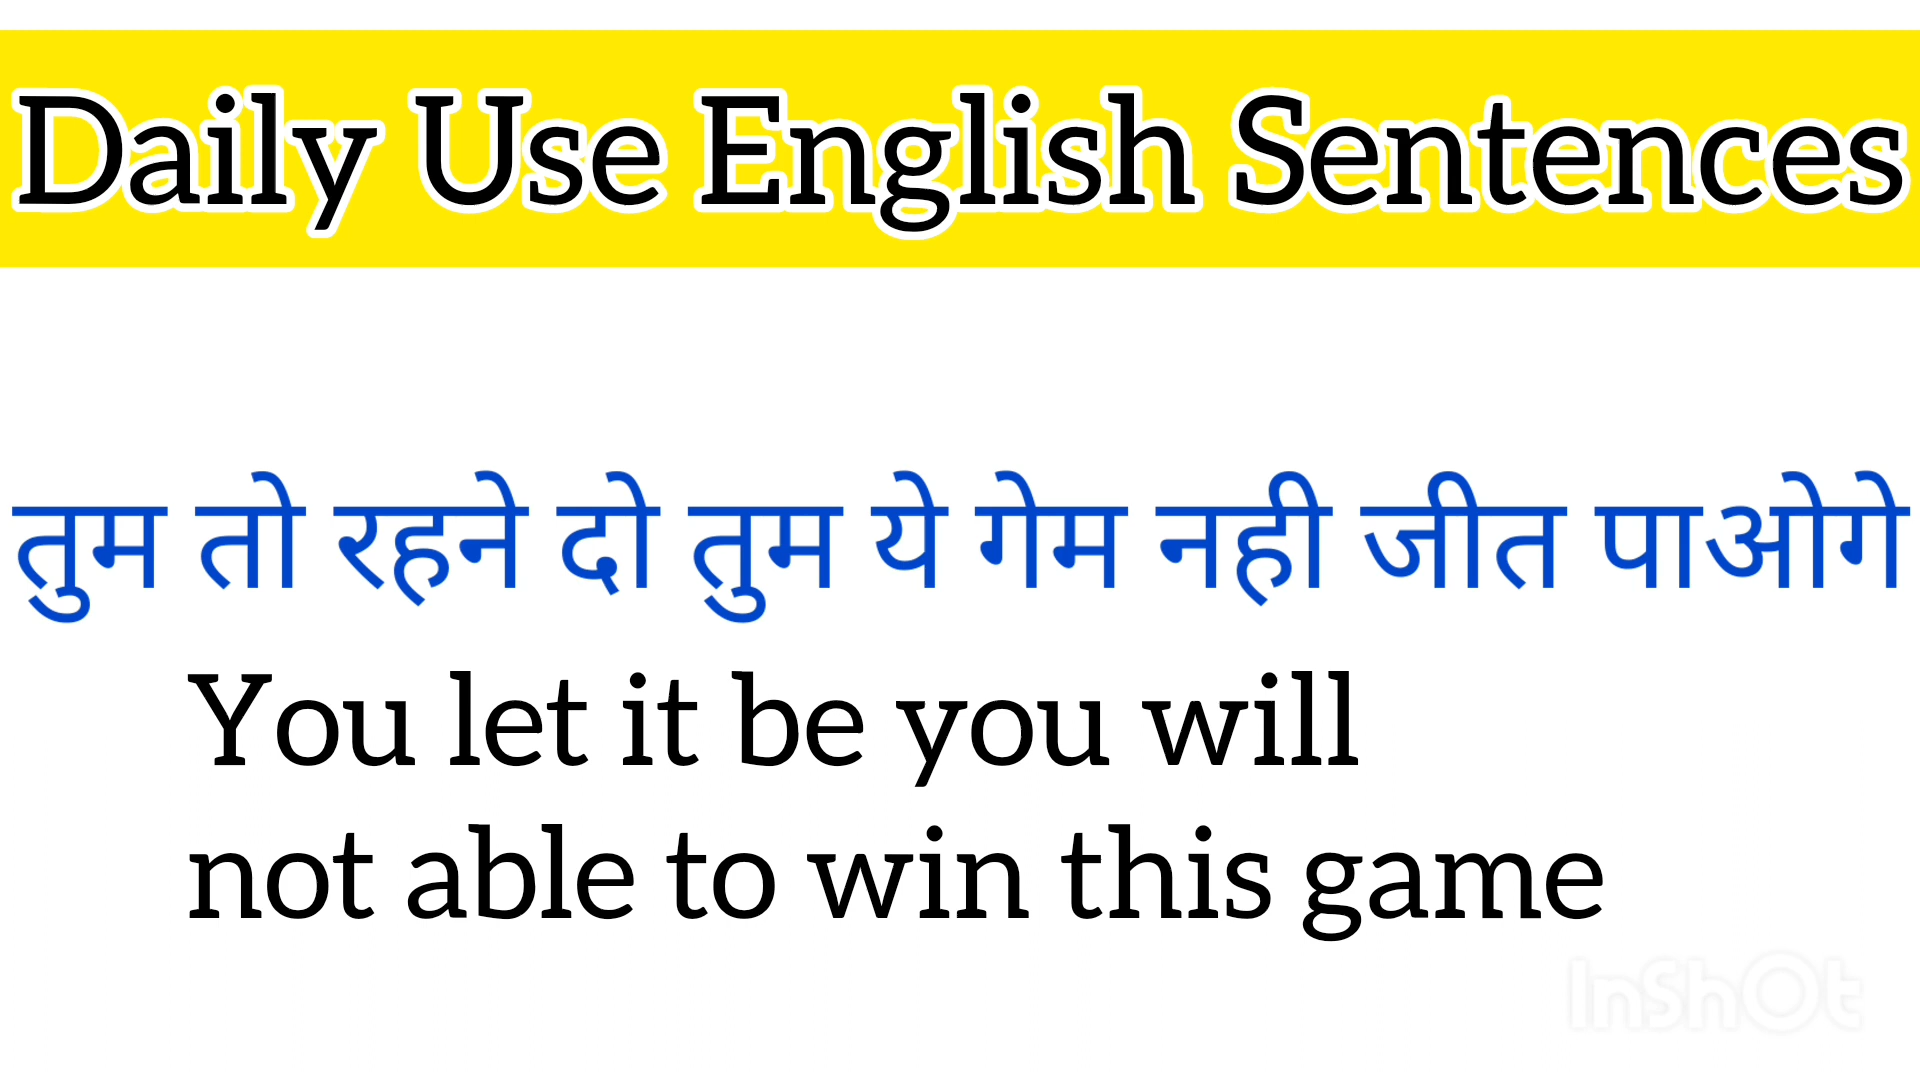 Daily Use English Sentences
तुम तो रहने दो तुम ये गेम नही जीत पाओगे
You let it be you will
not able to win this game
InShOt